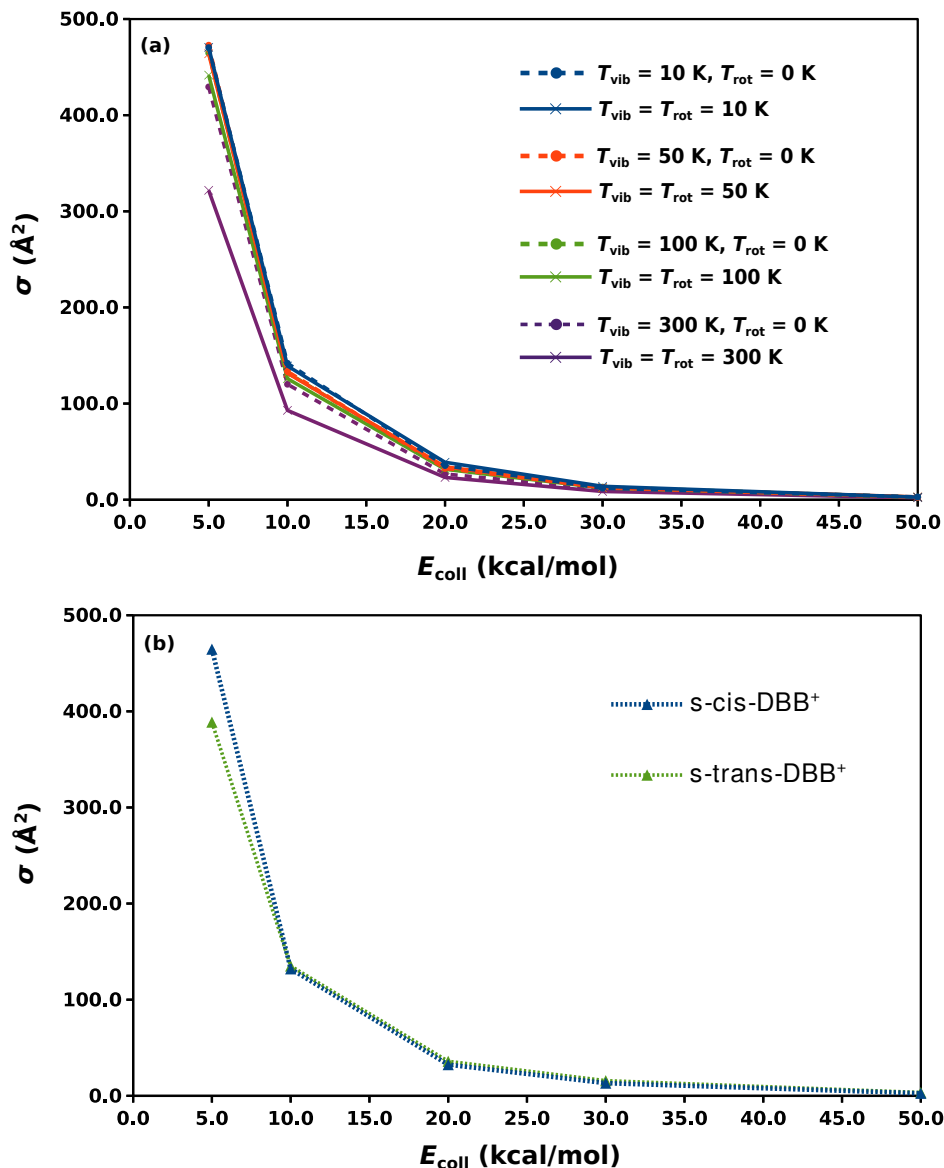 (a)
500.0
400.0
300.0
200.0
100.0
0.0
σ (Å²)
T_vib = 10 K, T_rot = 0 K
T_vib = T_rot = 10 K
T_vib = 50 K, T_rot = 0 K
T_vib = T_rot = 50 K
T_vib = 100 K, T_rot = 0 K
T_vib = T_rot = 100 K
T_vib = 300 K, T_rot = 0 K
T_vib = T_rot = 300 K
0.0 5.0 10.0 15.0 20.0 25.0 30.0 35.0 40.0 45.0 50.0
E_coll (kcal/mol)
(b)
500.0
400.0
300.0
200.0
100.0
0.0
σ (Å²)
s-cis-DBB⁺
s-trans-DBB⁺
0.0 5.0 10.0 15.0 20.0 25.0 30.0 35.0 40.0 45.0 50.0
E_coll (kcal/mol)